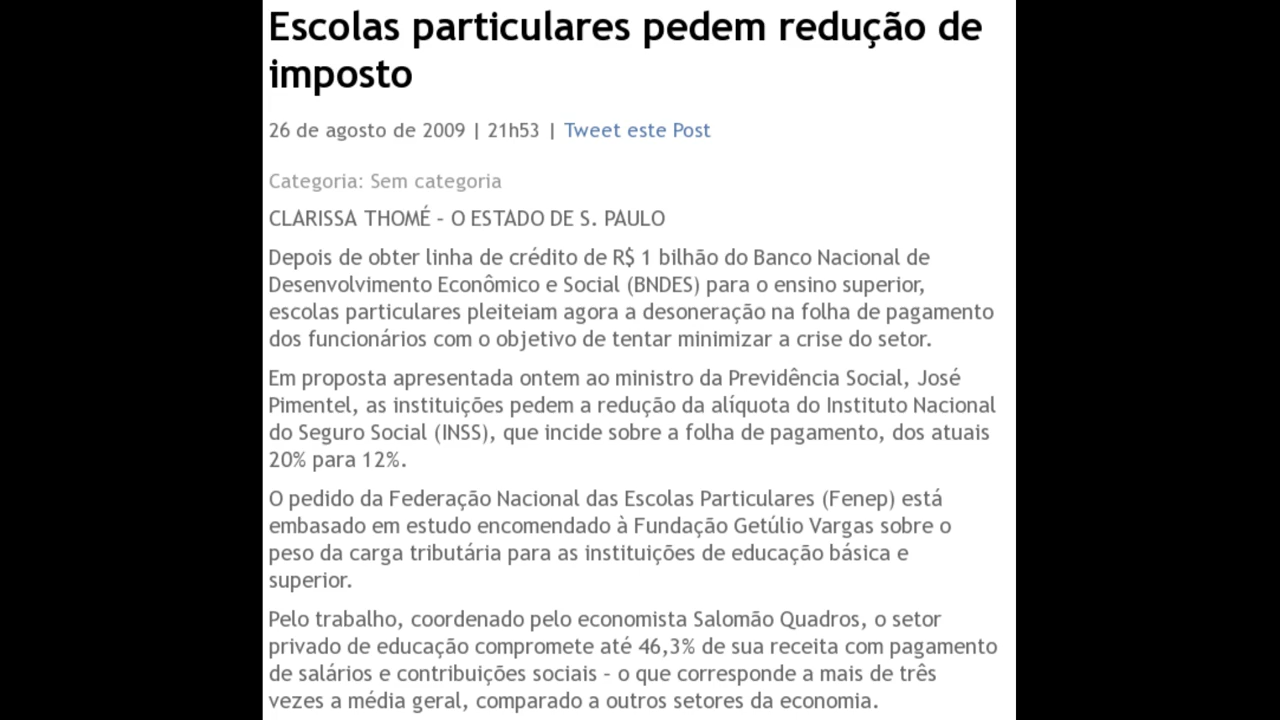 Escolas particulares pedem redução de
imposto
26 de agosto de 2009 | 21h53 | Tweet este Post
Categoria: Sem categoria
CLARISSA THOMÉ – O ESTADO DE S. PAULO
Depois de obter linha de crédito de R$ 1 bilhão do Banco Nacional de
Desenvolvimento Econômico e Social (BNDES) para o ensino superior,
escolas particulares pleiteiam agora a desoneração na folha de pagamento
dos funcionários com o objetivo de tentar minimizar a crise do setor.
Em proposta apresentada ontem ao ministro da Previdência Social, José
Pimentel, as instituições pedem a redução da alíquota do Instituto Nacional
do Seguro Social (INSS), que incide sobre a folha de pagamento, dos atuais
20% para 12%.
O pedido da Federação Nacional das Escolas Particulares (Fenep) está
embasado em estudo encomendado à Fundação Getúlio Vargas sobre o
peso da carga tributária para as instituições de educação básica e
superior.
Pelo trabalho, coordenado pelo economista Salomão Quadros, o setor
privado de educação compromete até 46,3% de sua receita com pagamento
de salários e contribuições sociais – o que corresponde a mais de três
vezes a média geral, comparado a outros setores da economia.